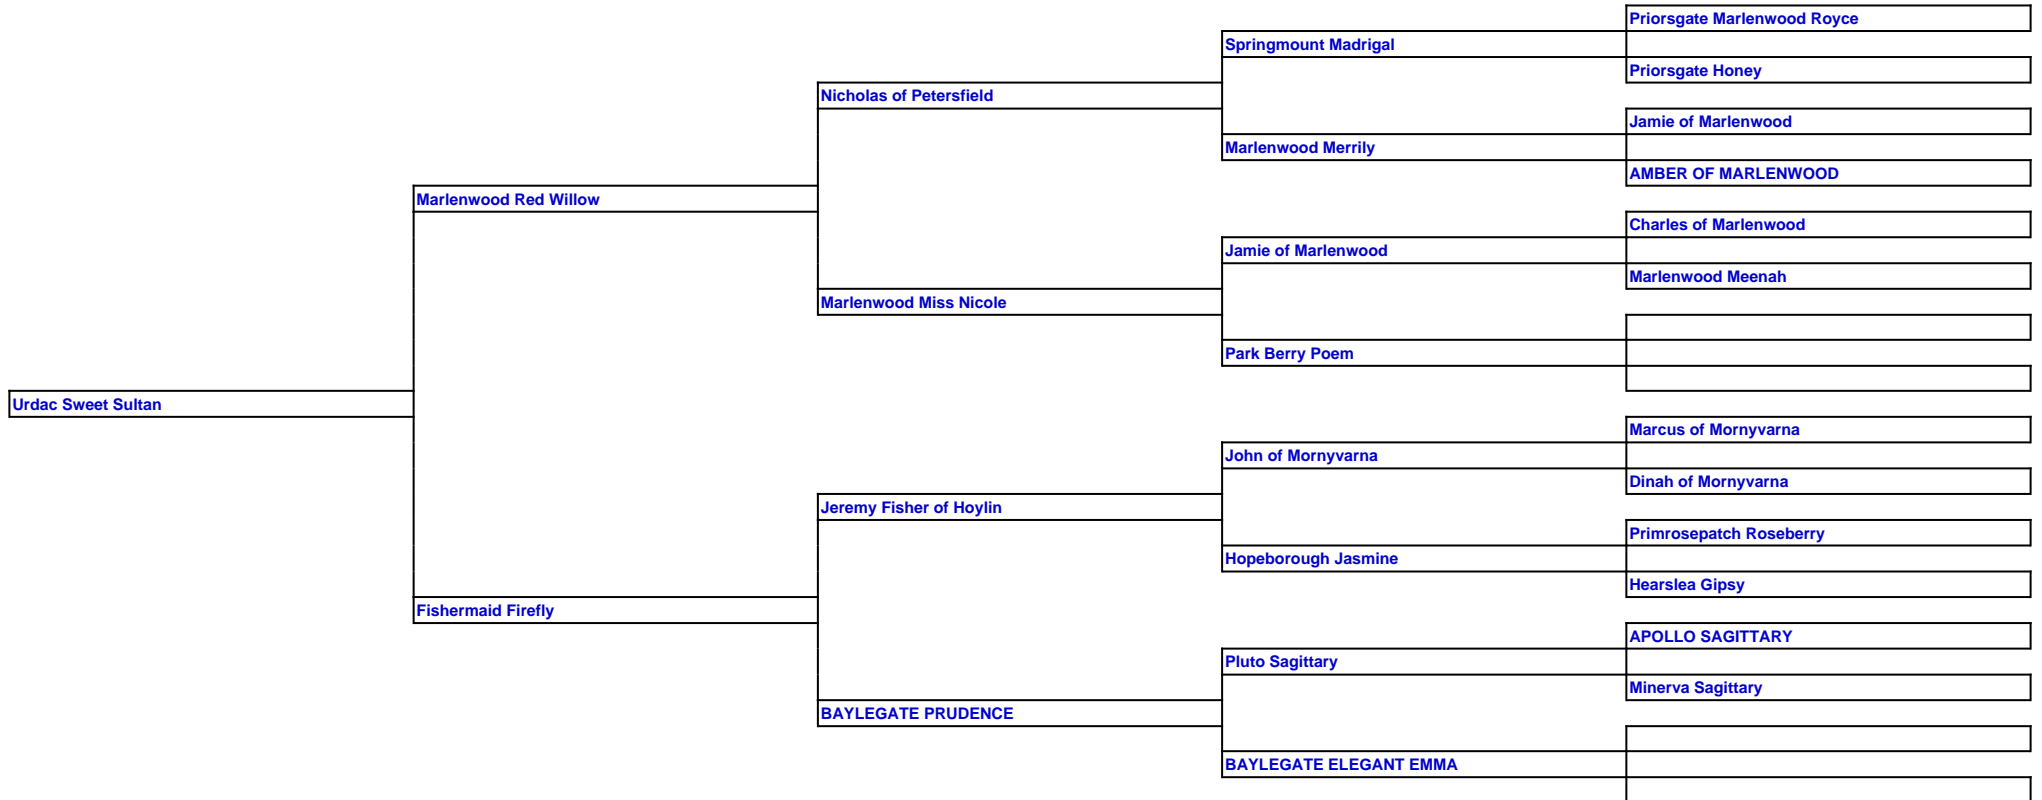 Priorsgate Marlenwood Royce
Springmount Madrigal
Priorsgate Honey
Nicholas of Petersfield
Jamie of Marlenwood
Marlenwood Merrily
AMBER OF MARLENWOOD
Marlenwood Red Willow
Charles of Marlenwood
Jamie of Marlenwood
Marlenwood Meenah
Marlenwood Miss Nicole
Park Berry Poem
Urdac Sweet Sultan
Marcus of Mornyvarna
John of Mornyvarna
Dinah of Mornyvarna
Jeremy Fisher of Hoylin
Primrosepatch Roseberry
Hopeborough Jasmine
Hearslea Gipsy
Fishermaid Firefly
APOLLO SAGITTARY
Pluto Sagittary
Minerva Sagittary
BAYLEGATE PRUDENCE
BAYLEGATE ELEGANT EMMA